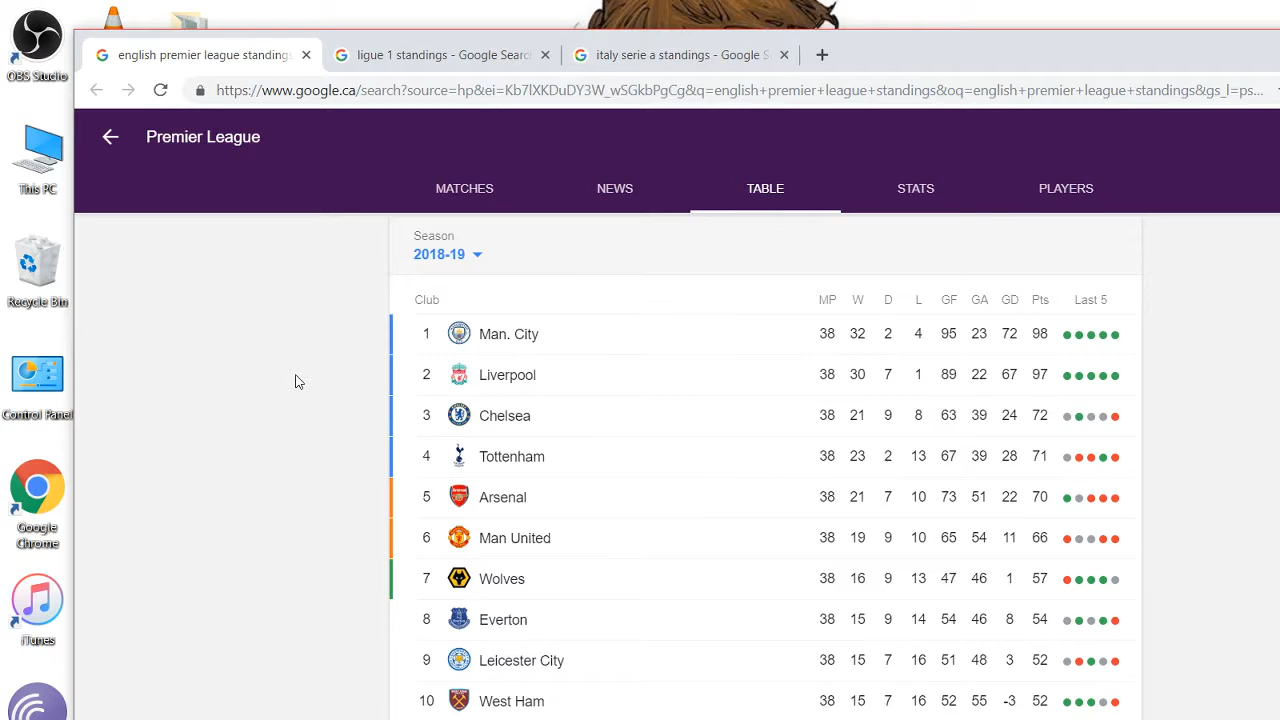 OBS Studio
This PC
Recycle Bin
Control Panel
Google
Chrome
iTunes
english premier league standings
ligue 1 standings - Google Search
italy serie a standings - Google S
https://www.google.ca/search?source=hp&ei=Kb7lXKDuDY3W_wSGkbPgCg&q=english+premier+league+standings&oq=english+premier+league+standings&gs_l=ps...
Premier League
MATCHES NEWS TABLE STATS PLAYERS
Season
2018-19
Club MP W D L GF GA GD Pts Last 5
1 Man. City 38 32 2 4 95 23 72 98
2 Liverpool 38 30 7 1 89 22 67 97
3 Chelsea 38 21 9 8 63 39 24 72
4 Tottenham 38 23 2 13 67 39 28 71
5 Arsenal 38 21 7 10 73 51 22 70
6 Man United 38 19 9 10 65 54 11 66
7 Wolves 38 16 9 13 47 46 1 57
8 Everton 38 15 9 14 54 46 8 54
9 Leicester City 38 15 7 16 51 48 3 52
10 West Ham 38 15 7 16 52 55 -3 52